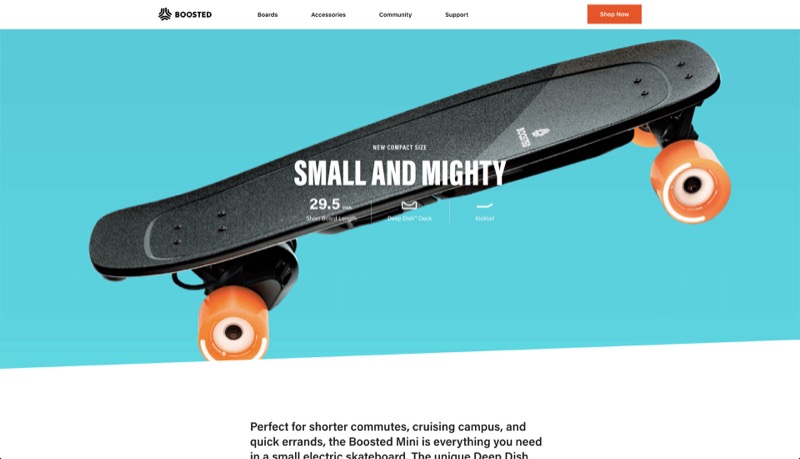 BOOSTED
Boards
Accessories
Community
Support
Shop Now
NEW COMPACT SIZE
SMALL AND MIGHTY
29.5 inch
Short Board Length
Deep Dish™ Deck
Kicktail
BOOSTED
Perfect for shorter commutes, cruising campus, and
quick errands, the Boosted Mini is everything you need
in a small electric skateboard. The unique Deep Dish